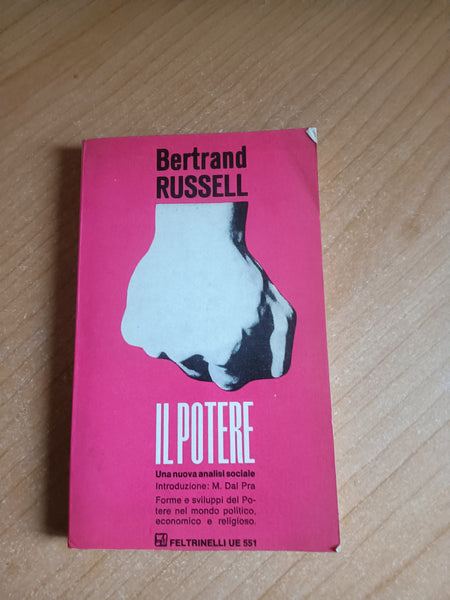 Bertrand
RUSSELL
IL POTERE
Una nuova analisi sociale
Introduzione: M. Dal Pra
Forme e sviluppi del Po-
tere nel mondo politico,
economico e religioso.
FELTRINELLI UE 551